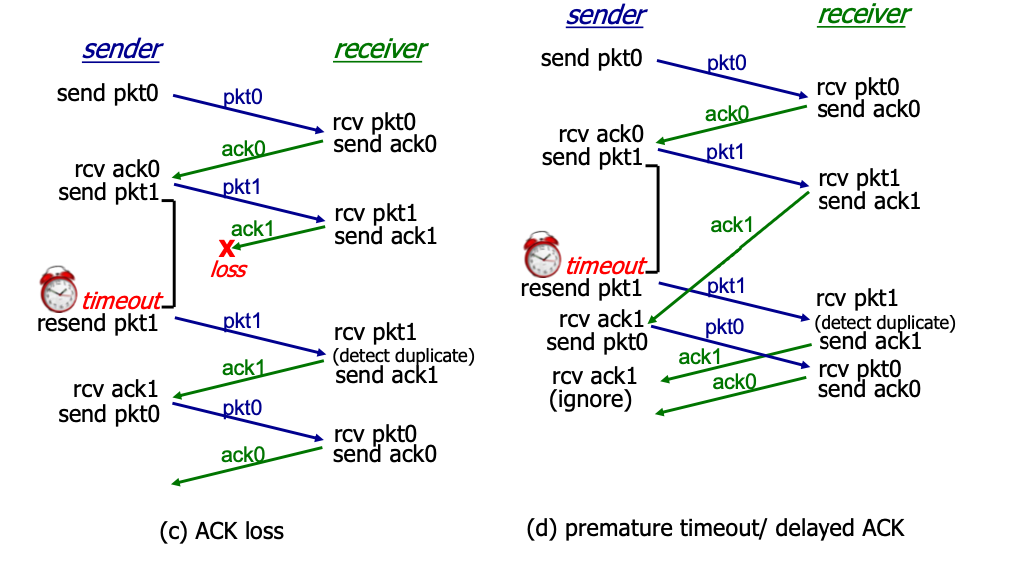 sender
receiver
send pkt0
pkt0
rcv pkt0
send ack0
ack0
rcv ack0
send pkt1
pkt1
rcv pkt1
send ack1
ack1
X
loss
timeout
resend pkt1
pkt1
rcv pkt1
(detect duplicate)
send ack1
ack1
rcv ack1
send pkt0
pkt0
rcv pkt0
send ack0
ack0
(c) ACK loss
sender
receiver
send pkt0
pkt0
rcv pkt0
send ack0
ack0
rcv ack0
send pkt1
pkt1
rcv pkt1
send ack1
ack1
timeout
resend pkt1
pkt1
rcv pkt1
(detect duplicate)
send ack1
rcv ack1
send pkt0
pkt0
ack1
rcv pkt0
send ack0
rcv ack1
(ignore)
ack0
(d) premature timeout/ delayed ACK